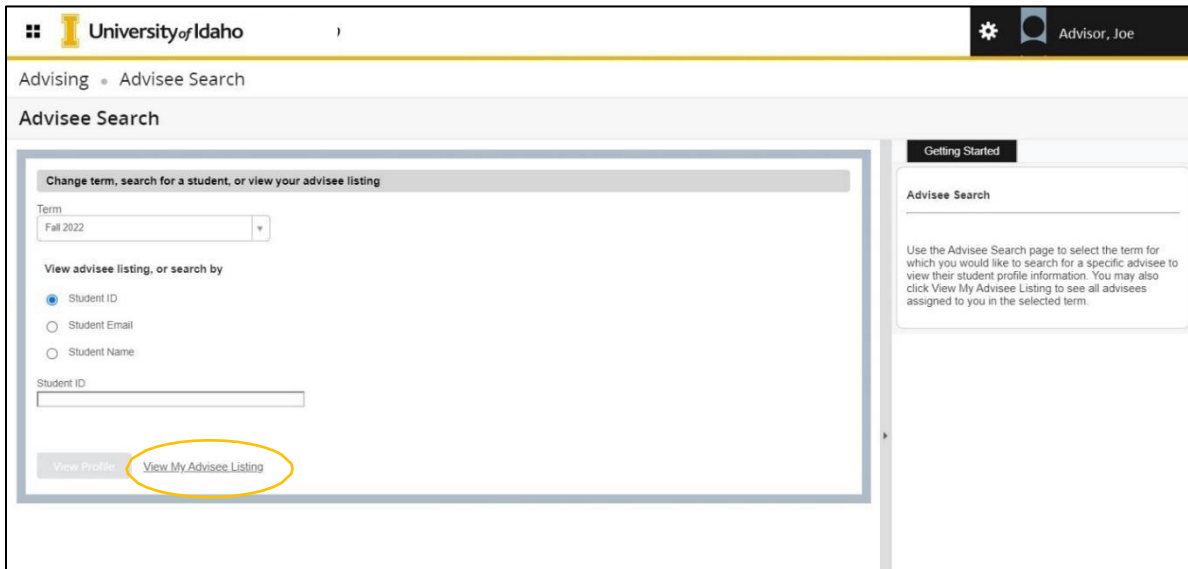 University of Idaho
Advisor, Joe
Advising • Advisee Search
Advisee Search
Change term, search for a student, or view your advisee listing
Term
Fall 2022
View advisee listing, or search by
Student ID
Student Email
Student Name
Student ID
View Profile
View My Advisee Listing
Getting Started
Advisee Search
Use the Advisee Search page to select the term for
which you would like to search for a specific advisee to
view their student profile information. You may also
click View My Advisee Listing to see all advisees
assigned to you in the selected term.